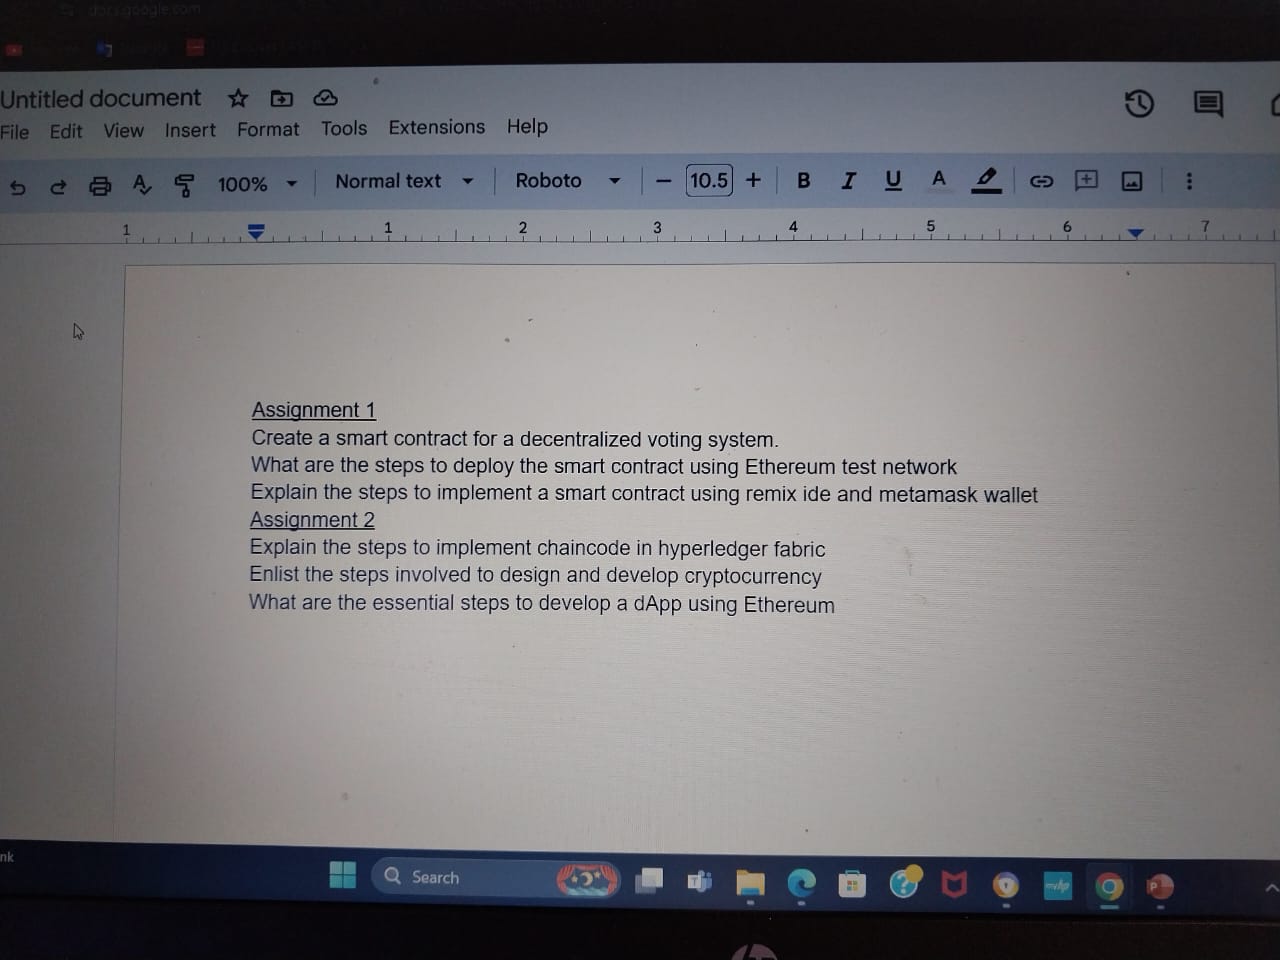 docs.google.com
Untitled document
File Edit View Insert Format Tools Extensions Help
100% Normal text Roboto 10.5 B I U A
1 1 2 3 4 5 6 7
Assignment 1
Create a smart contract for a decentralized voting system.
What are the steps to deploy the smart contract using Ethereum test network
Explain the steps to implement a smart contract using remix ide and metamask wallet
Assignment 2
Explain the steps to implement chaincode in hyperledger fabric
Enlist the steps involved to design and develop cryptocurrency
What are the essential steps to develop a dApp using Ethereum
nk
Search
myhp
hp